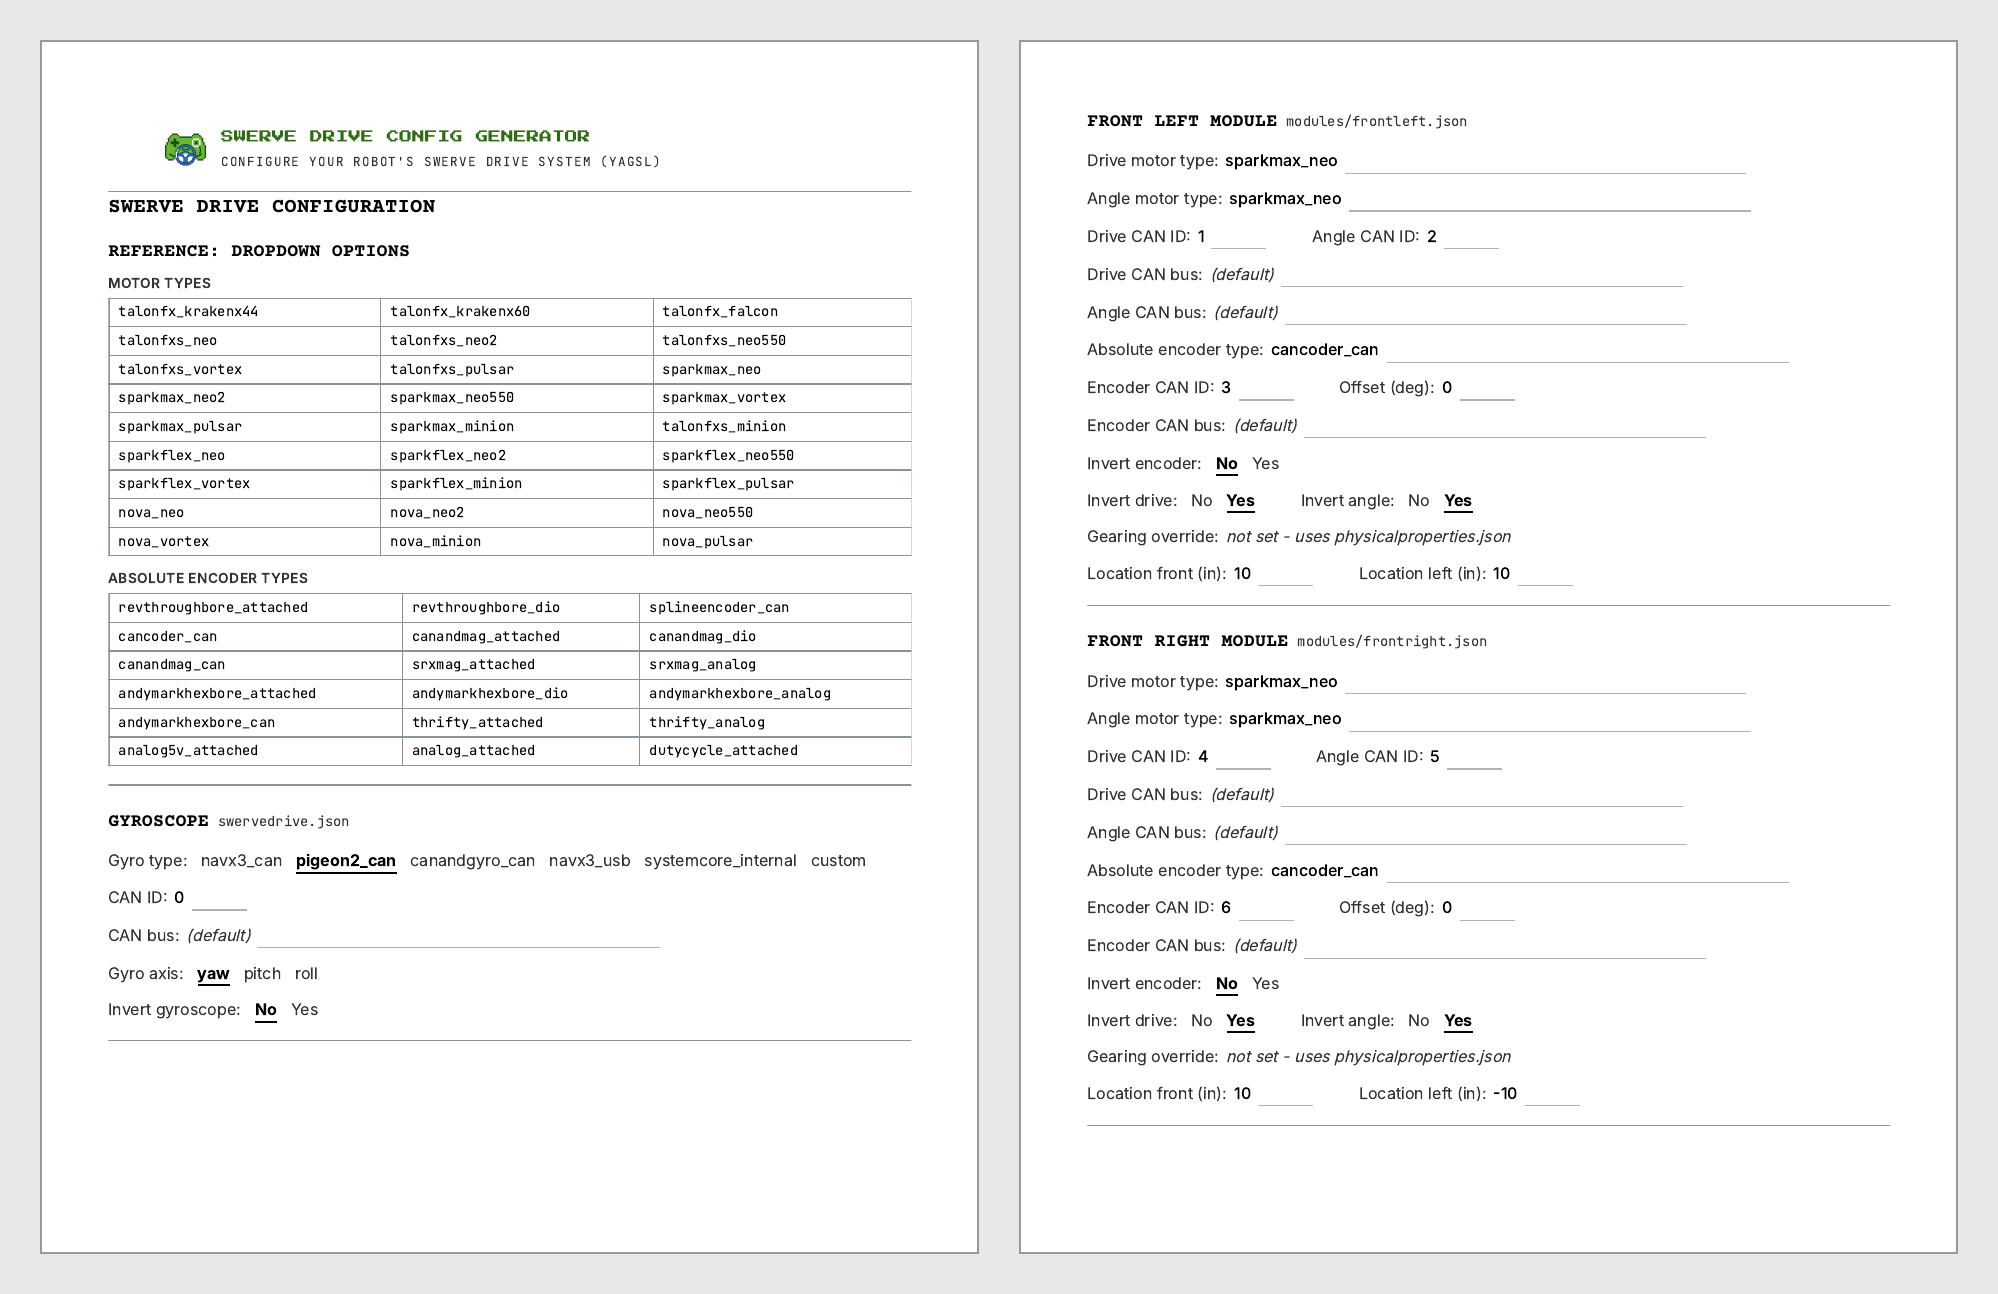 SWERVE DRIVE CONFIG GENERATOR
CONFIGURE YOUR ROBOT'S SWERVE DRIVE SYSTEM (YAGSL)
SWERVE DRIVE CONFIGURATION
REFERENCE: DROPDOWN OPTIONS
MOTOR TYPES
talonfx_krakenx44 talonfx_krakenx60 talonfx_falcon
talonfxs_neo talonfxs_neo2 talonfxs_neo550
talonfxs_vortex talonfxs_pulsar sparkmax_neo
sparkmax_neo2 sparkmax_neo550 sparkmax_vortex
sparkmax_pulsar sparkmax_minion talonfxs_minion
sparkflex_neo sparkflex_neo2 sparkflex_neo550
sparkflex_vortex sparkflex_minion sparkflex_pulsar
nova_neo nova_neo2 nova_neo550
nova_vortex nova_minion nova_pulsar
ABSOLUTE ENCODER TYPES
revthroughbore_attached revthroughbore_dio splineencoder_can
cancoder_can canandmag_attached canandmag_dio
canandmag_can srxmag_attached srxmag_analog
andymarkhexbore_attached andymarkhexbore_dio andymarkhexbore_analog
andymarkhexbore_can thrifty_attached thrifty_analog
analog5v_attached analog_attached dutycycle_attached
GYROSCOPE swervedrive.json
Gyro type: navx3_can pigeon2_can canandgyro_can navx3_usb systemcore_internal custom
CAN ID: 0
CAN bus: (default)
Gyro axis: yaw pitch roll
Invert gyroscope: No Yes
FRONT LEFT MODULE modules/frontleft.json
Drive motor type: sparkmax_neo
Angle motor type: sparkmax_neo
Drive CAN ID: 1 Angle CAN ID: 2
Drive CAN bus: (default)
Angle CAN bus: (default)
Absolute encoder type: cancoder_can
Encoder CAN ID: 3 Offset (deg): 0
Encoder CAN bus: (default)
Invert encoder: No Yes
Invert drive: No Yes Invert angle: No Yes
Gearing override: not set - uses physicalproperties.json
Location front (in): 10 Location left (in): 10
FRONT RIGHT MODULE modules/frontright.json
Drive motor type: sparkmax_neo
Angle motor type: sparkmax_neo
Drive CAN ID: 4 Angle CAN ID: 5
Drive CAN bus: (default)
Angle CAN bus: (default)
Absolute encoder type: cancoder_can
Encoder CAN ID: 6 Offset (deg): 0
Encoder CAN bus: (default)
Invert encoder: No Yes
Invert drive: No Yes Invert angle: No Yes
Gearing override: not set - uses physicalproperties.json
Location front (in): 10 Location left (in): -10